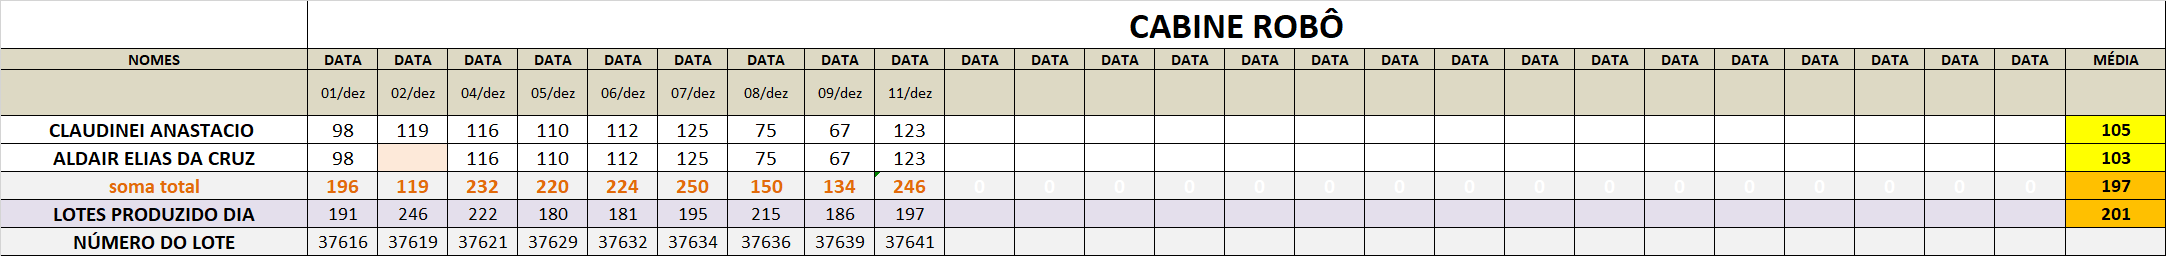 CABINE ROBÔ
NOMES DATA DATA DATA DATA DATA DATA DATA DATA DATA DATA DATA DATA DATA DATA DATA DATA DATA DATA DATA DATA DATA DATA DATA DATA DATA MÉDIA
01/dez 02/dez 04/dez 05/dez 06/dez 07/dez 08/dez 09/dez 11/dez
CLAUDINEI ANASTACIO 98 119 116 110 112 125 75 67 123 105
ALDAIR ELIAS DA CRUZ 98 116 110 112 125 75 67 123 103
soma total 196 119 232 220 224 250 150 134 246 0 0 0 0 0 0 0 0 0 0 0 0 0 0 0 0 197
LOTES PRODUZIDO DIA 191 246 222 180 181 195 215 186 197 201
NÚMERO DO LOTE 37616 37619 37621 37629 37632 37634 37636 37639 37641